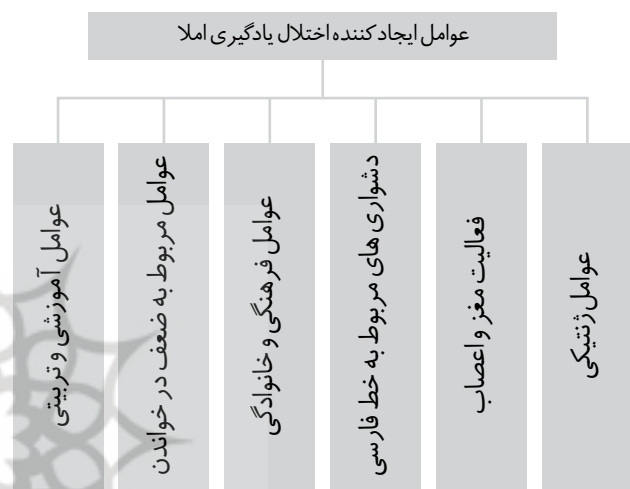 عوامل ایجاد کننده اختلال یادگیری املا
عوامل ژنتیکی
فعالیت مغز و اعصاب
دشواری های مربوط به خط فارسی
عوامل فرهنگی و خانوادگی
عوامل مربوط به ضعف در خواندن
عوامل آموزشی و تربیتی